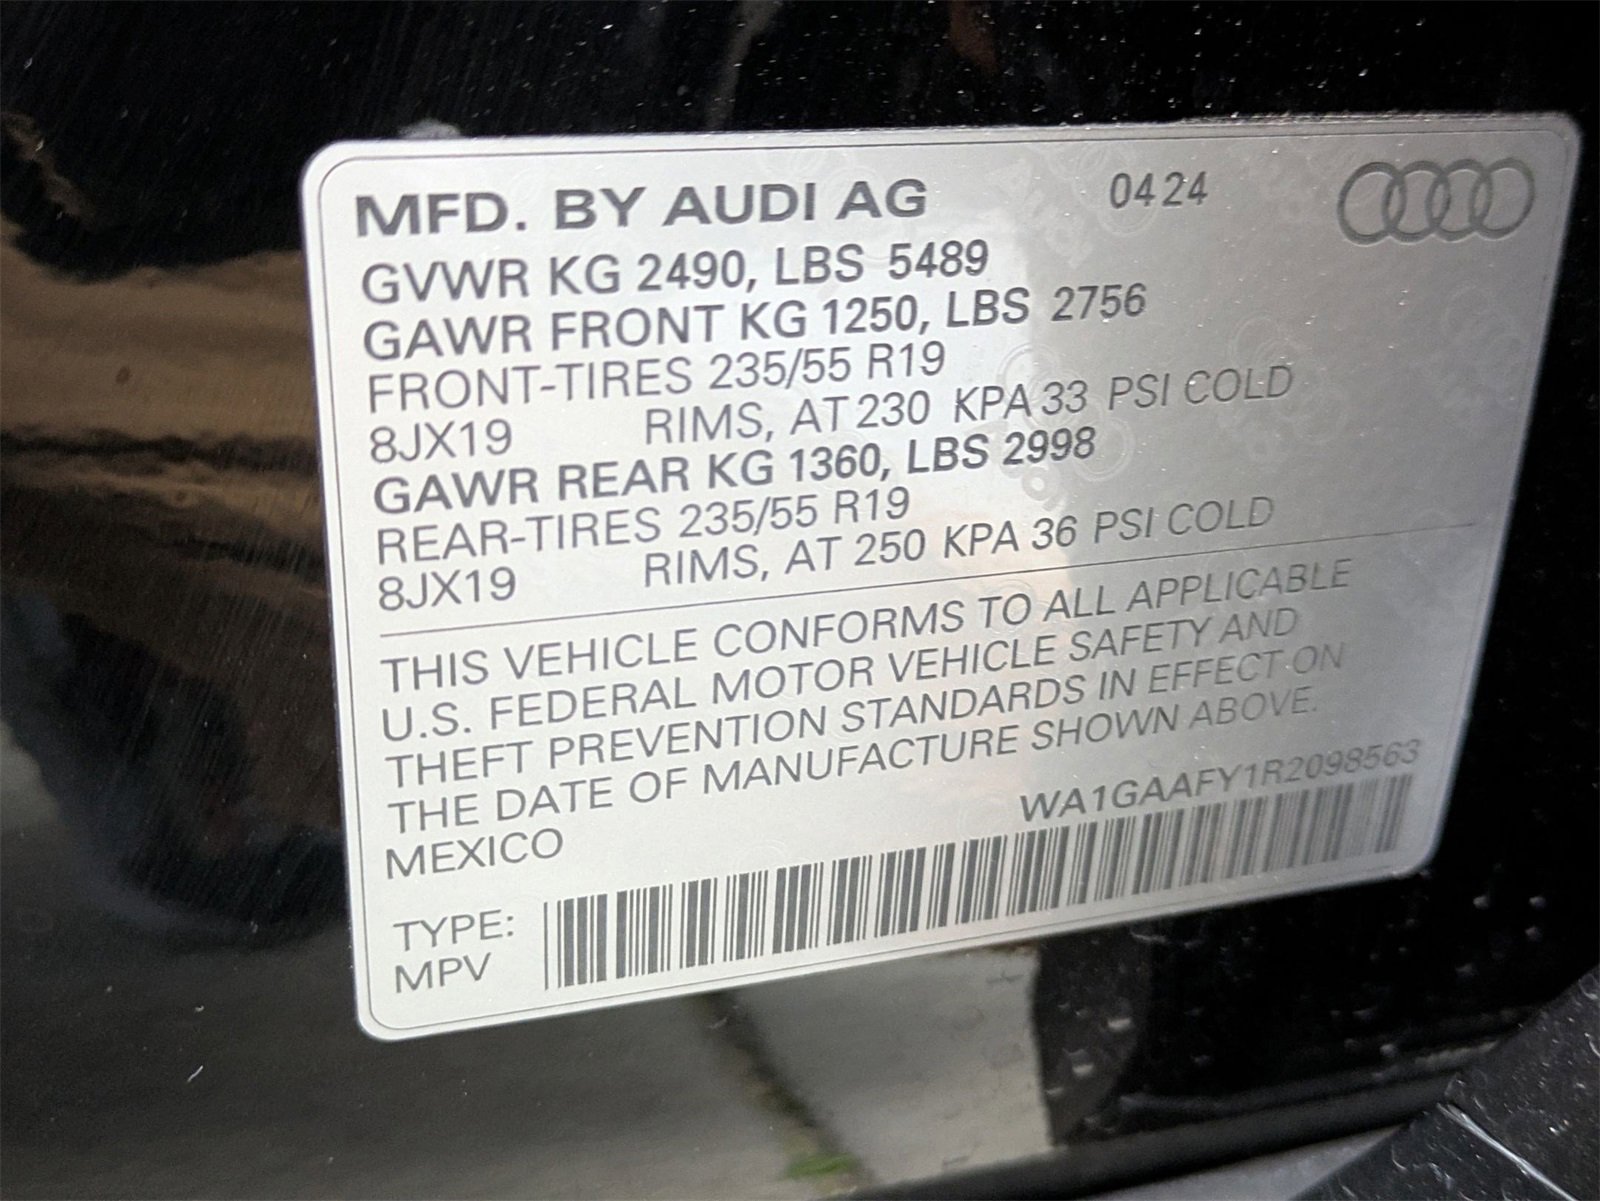 MFD. BY AUDI AG 0424
GVWR KG 2490, LBS 5489
GAWR FRONT KG 1250, LBS 2756
FRONT-TIRES 235/55 R19
8JX19 RIMS, AT 230 KPA 33 PSI COLD
GAWR REAR KG 1360, LBS 2998
REAR-TIRES 235/55 R19
8JX19 RIMS, AT 250 KPA 36 PSI COLD
THIS VEHICLE CONFORMS TO ALL APPLICABLE
U.S. FEDERAL MOTOR VEHICLE SAFETY AND
THEFT PREVENTION STANDARDS IN EFFECT ON
THE DATE OF MANUFACTURE SHOWN ABOVE.
MEXICO WA1GAAFY1R2098563
TYPE:
MPV